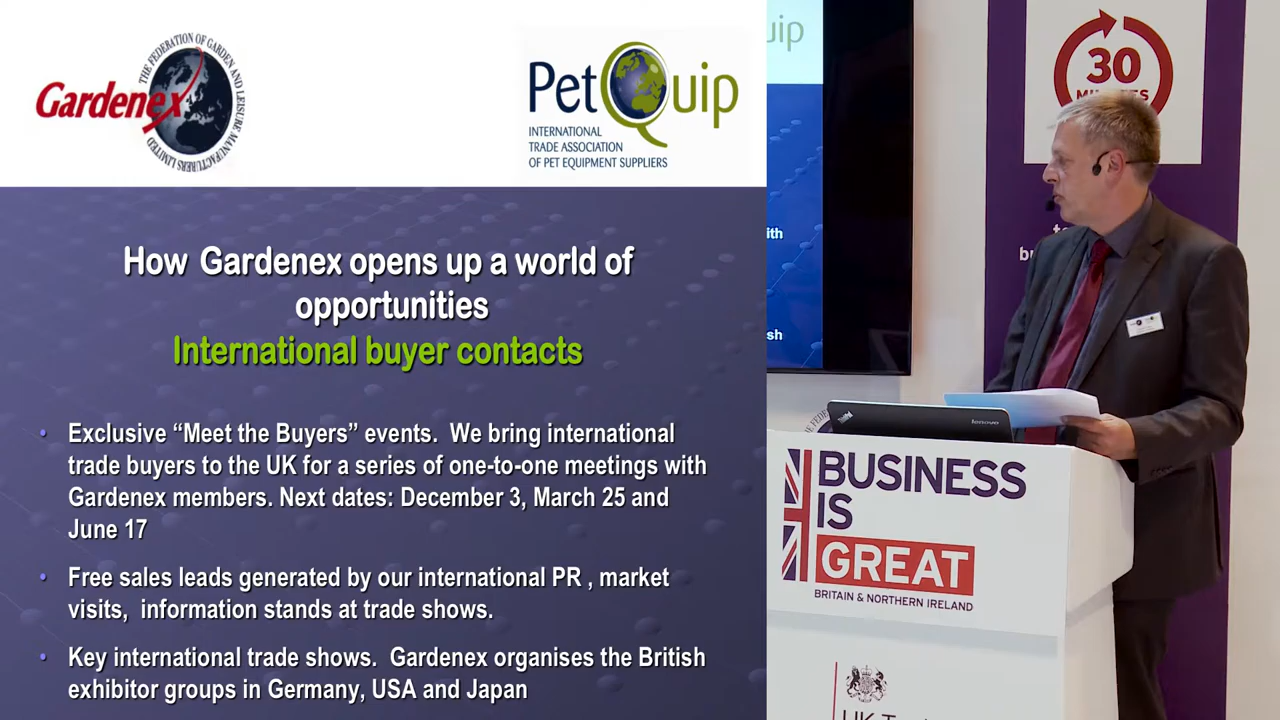 Gardenex
THE FEDERATION OF GARDEN AND LEISURE MANUFACTURERS LIMITED
PetQuip
INTERNATIONAL
TRADE ASSOCIATION
OF PET EQUIPMENT SUPPLIERS
How Gardenex opens up a world of
opportunities
International buyer contacts
• Exclusive “Meet the Buyers” events. We bring international
trade buyers to the UK for a series of one-to-one meetings with
Gardenex members. Next dates: December 3, March 25 and
June 17
• Free sales leads generated by our international PR , market
visits, information stands at trade shows.
• Key international trade shows. Gardenex organises the British
exhibitor groups in Germany, USA and Japan
uip
ith
sh
30
MINUTES
lenovo
BUSINESS
IS
GREAT
BRITAIN & NORTHERN IRELAND
UK T